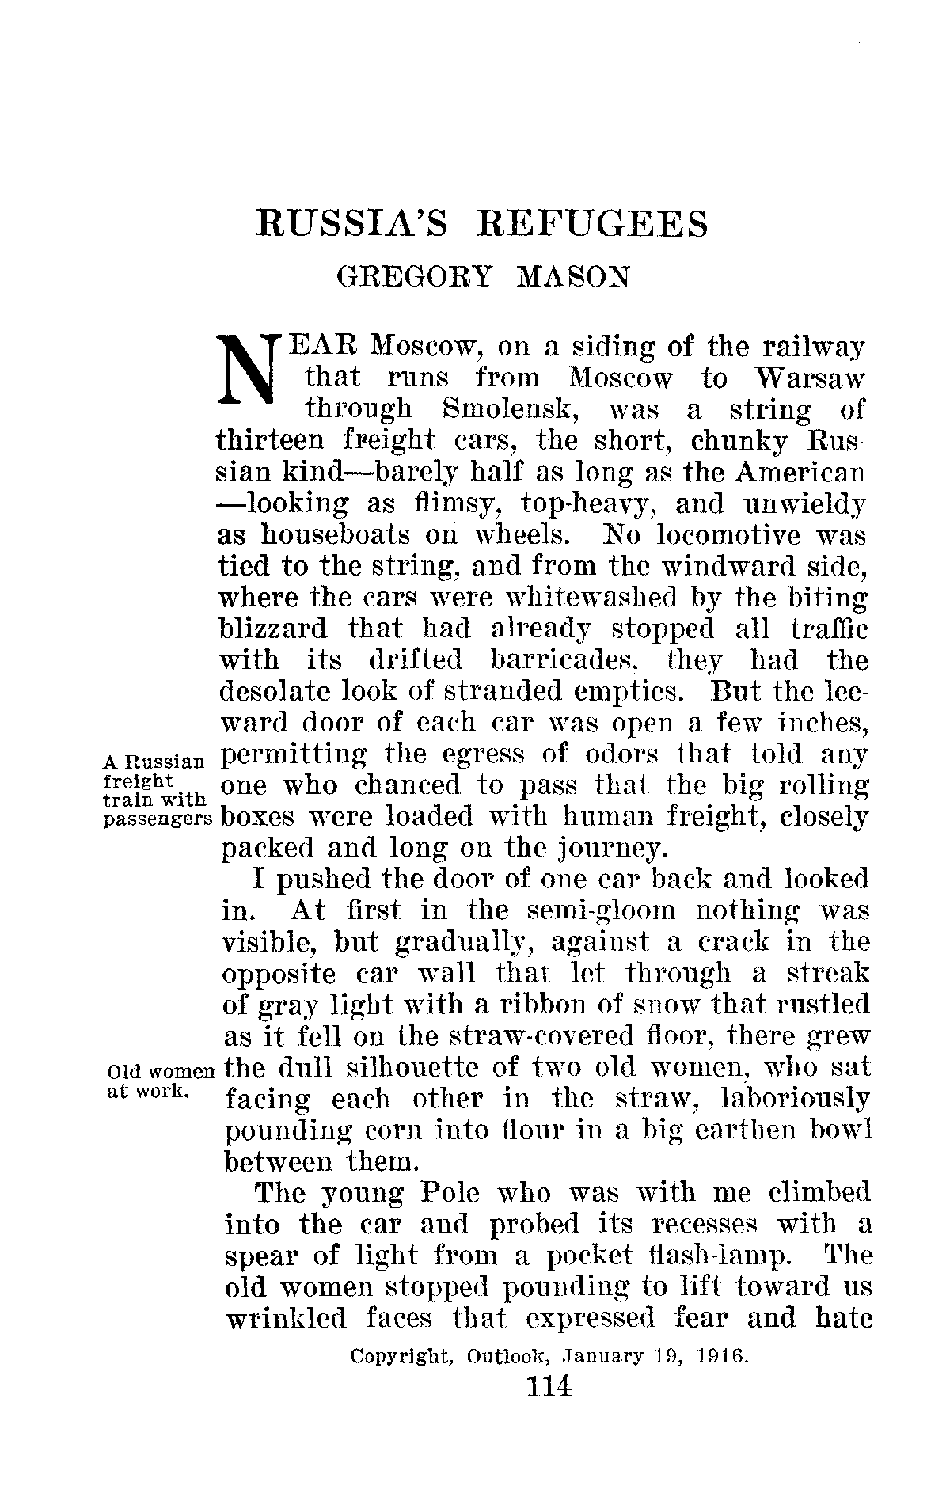 RUSSIA'S REFUGEES
GREGORY MASON
NEAR Moscow, on a siding of the railway
that runs from Moscow to Warsaw
through Smolensk, was a string of
thirteen freight cars, the short, chunky Rus-
sian kind—barely half as long as the American
—looking as flimsy, top-heavy, and unwieldy
as houseboats on wheels. No locomotive was
tied to the string, and from the windward side,
where the cars were whitewashed by the biting
blizzard that had already stopped all traffic
with its drifted barricades, they had the
desolate look of stranded empties. But the lee-
ward door of each car was open a few inches,
permitting the egress of odors that told any
one who chanced to pass that the big rolling
boxes were loaded with human freight, closely
packed and long on the journey.
A Russian
freight
train with
passengers
I pushed the door of one car back and looked
in. At first in the semi-gloom nothing was
visible, but gradually, against a crack in the
opposite car wall that let through a streak
of gray light with a ribbon of snow that rustled
as it fell on the straw-covered floor, there grew
the dull silhouette of two old women, who sat
facing each other in the straw, laboriously
pounding corn into flour in a big earthen bowl
between them.
Old women
at work.
The young Pole who was with me climbed
into the car and probed its recesses with a
spear of light from a pocket flash-lamp. The
old women stopped pounding to lift toward us
wrinkled faces that expressed fear and hate
Copyright, Outlook, January 19, 1916.
114